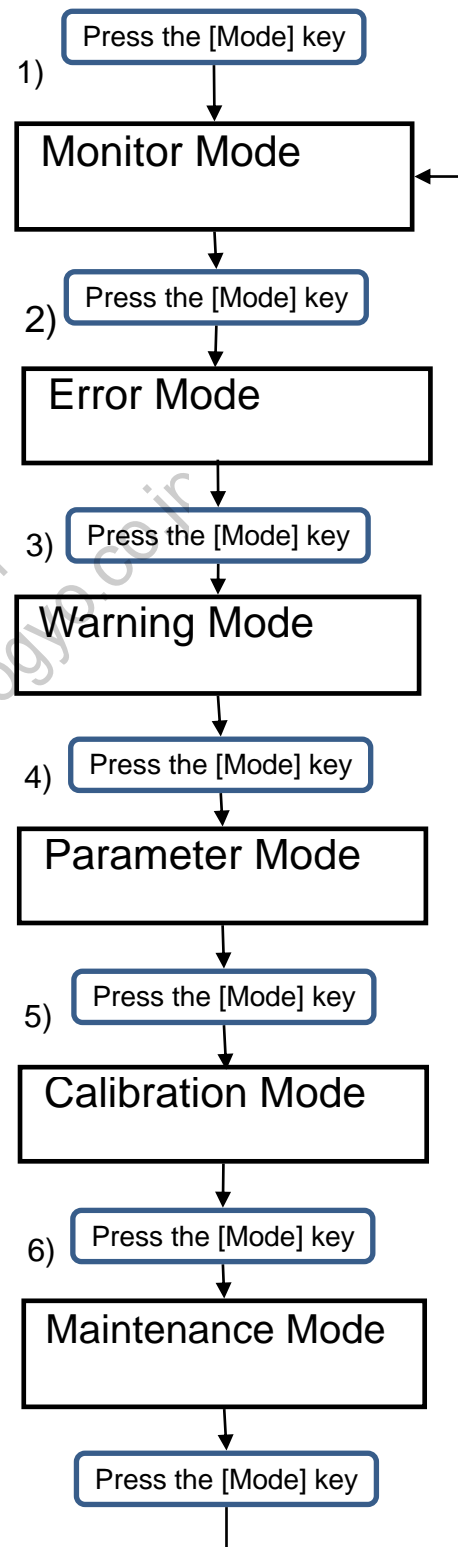 Press the [Mode] key
1)
Monitor Mode
Press the [Mode] key
2)
Error Mode
Press the [Mode] key
3)
Warning Mode
Press the [Mode] key
4)
Parameter Mode
Press the [Mode] key
5)
Calibration Mode
Press the [Mode] key
6)
Maintenance Mode
Press the [Mode] key